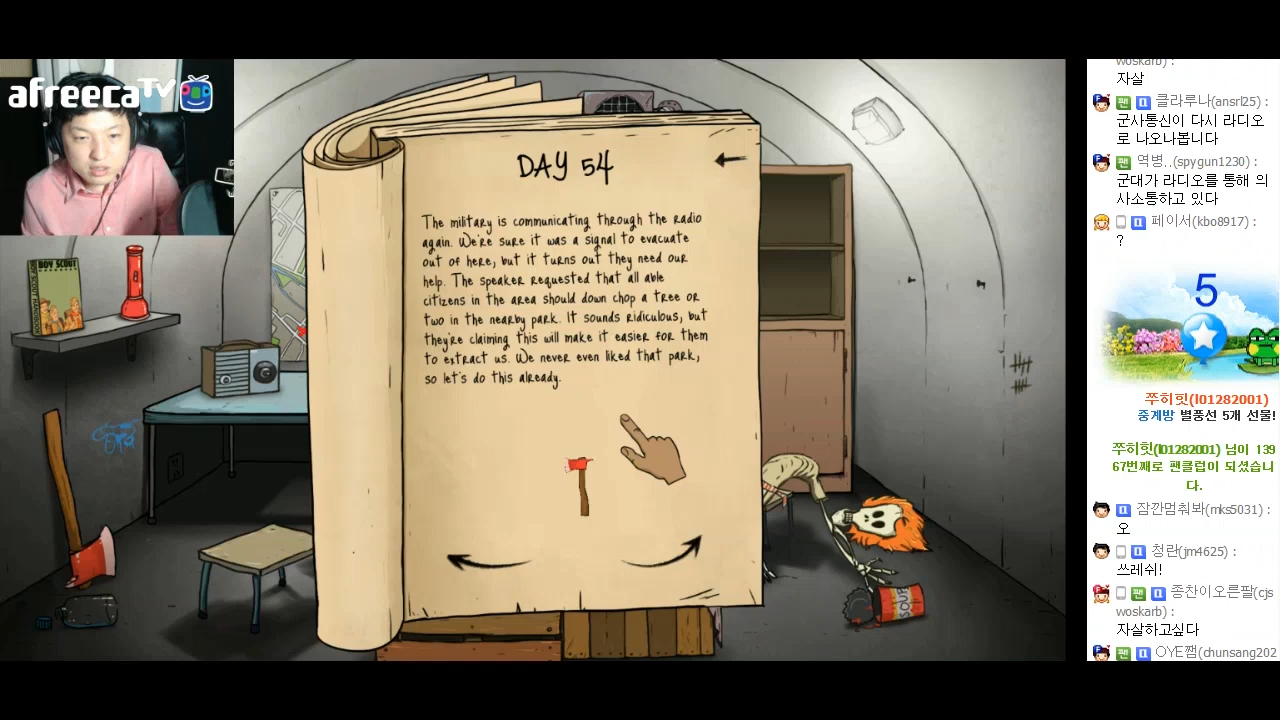 afreecaTV
BOY SCOUT
BOY SCOUT HANDBOOK
DAY 54
The military is communicating through the radio
again. We're sure it was a signal to evacuate
out of here, but it turns out they need our
help. The speaker requested that all able
citizens in the area should down chop a tree or
two in the nearby park. It sounds ridiculous, but
they're claiming this will make it easier for them
to extract us. We never even liked that park,
so let's do this already.
SOUP
woskarb) :
자살
팬 클라루나(ansrl25) :
군사통신이 다시 라디오
로 나오나봅니다
팬 역병..(spygun1230) :
군대가 라디오를 통해 의
사소통하고 있다
페이서(kbo8917) :
?
5
쭈히힛(l01282001)
중계방 별풍선 5개 선물!
쭈히힛(l01282001) 님이 139
67번째로 팬클럽이 되셨습니
다.
잠깐멈춰봐(mks5031) :
오
청란(jm4625) :
쓰레쉬!
팬 종찬이오른팔(cjs
woskarb) :
자살하고싶다
팬 OYE쨈(chunsang202